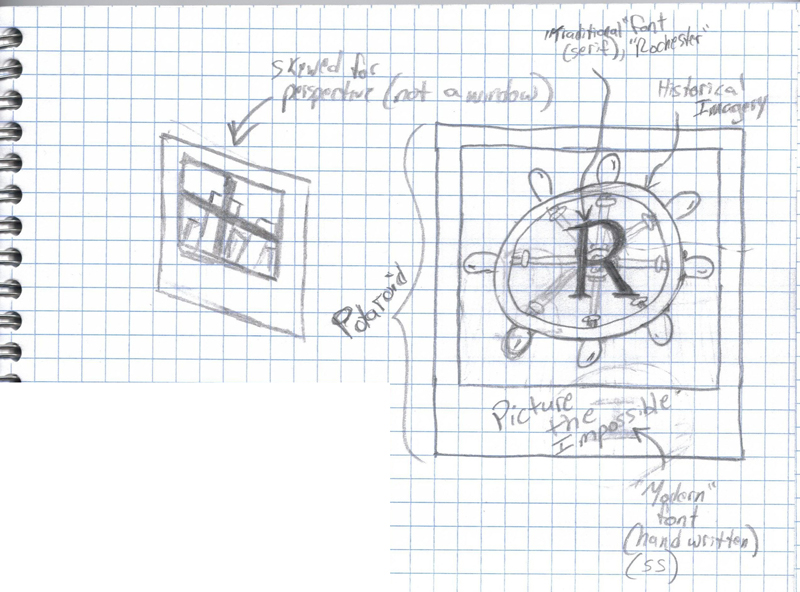 skewed for
perspective (not a window)
"Traditional" font
(serif), "Rochester"
Historical
Imagery
Polaroid
R
Picture
the
Impossible
"Modern"
font
(hand written)
(ss)